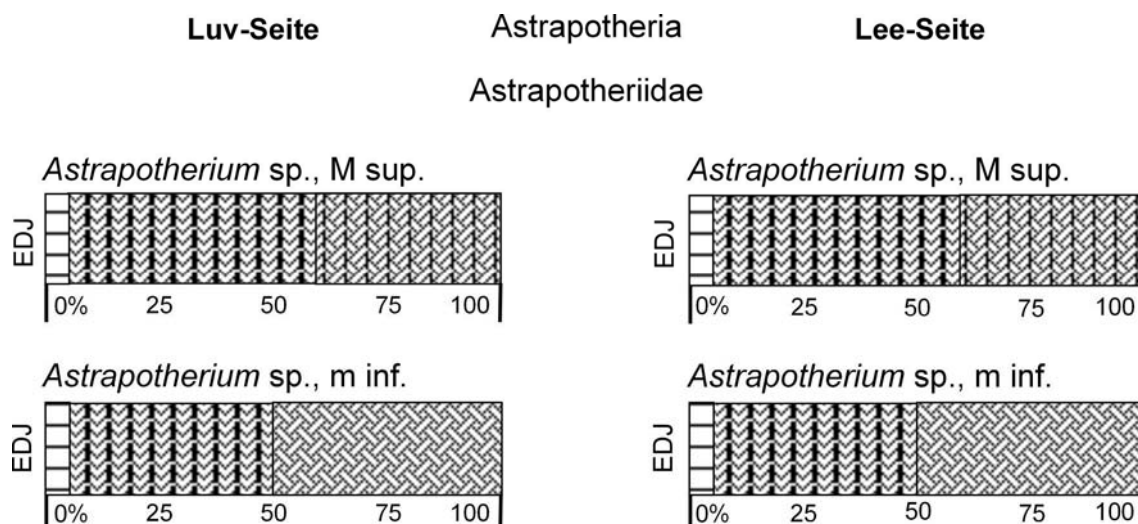 Luv-Seite Astrapotheria Lee-Seite
Astrapotheriidae
Astrapotherium sp., M sup. Astrapotherium sp., M sup.
EDJ EDJ
0% 25 50 75 100 0% 25 50 75 100
Astrapotherium sp., m inf. Astrapotherium sp., m inf.
EDJ EDJ
0% 25 50 75 100 0% 25 50 75 100